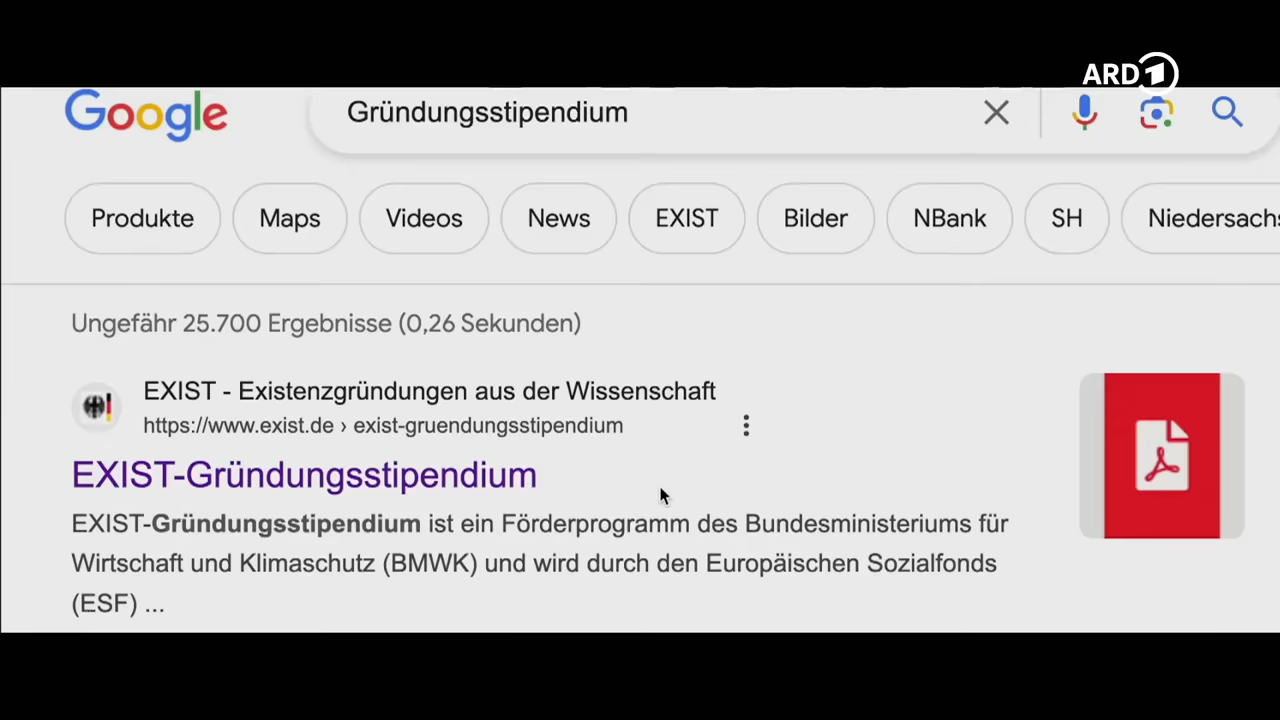 ARD 1
Google
Gründungsstipendium
Produkte
Maps
Videos
News
EXIST
Bilder
NBank
SH
Niedersachs
Ungefähr 25.700 Ergebnisse (0,26 Sekunden)
EXIST - Existenzgründungen aus der Wissenschaft
https://www.exist.de › exist-gruendungsstipendium
EXIST-Gründungsstipendium
EXIST-Gründungsstipendium ist ein Förderprogramm des Bundesministeriums für
Wirtschaft und Klimaschutz (BMWK) und wird durch den Europäischen Sozialfonds
(ESF) ...